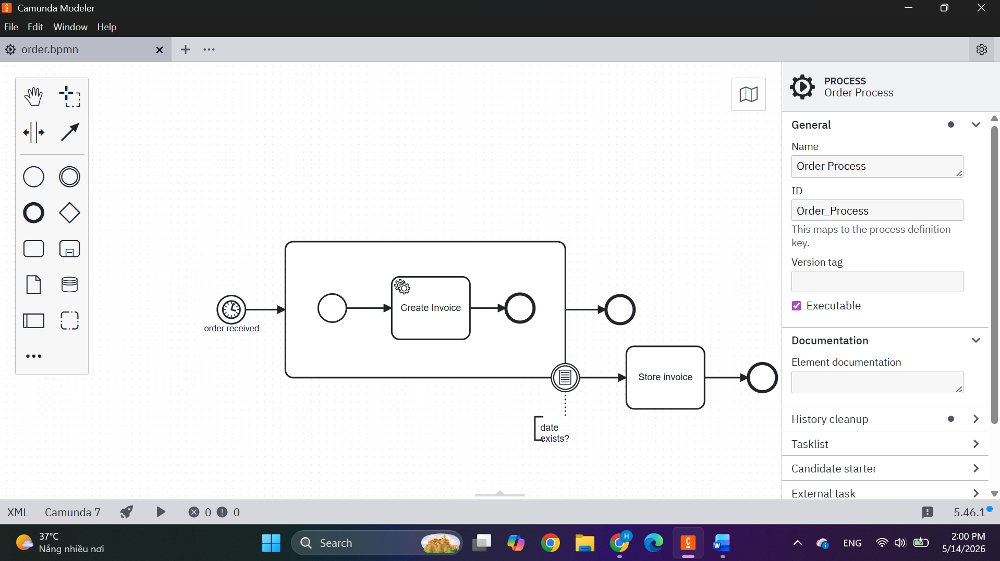 Camunda Modeler
File Edit Window Help
order.bpmn
PROCESS
Order Process
General
Name
Order Process
ID
Order_Process
This maps to the process definition
key.
Version tag
Executable
Documentation
Element documentation
History cleanup
Tasklist
Candidate starter
External task
order received
Create Invoice
Store invoice
date
exists?
XML Camunda 7 0 0 5.46.1
37°C
Nắng nhiều nơi
Search
H
ENG
2:00 PM
5/14/2026